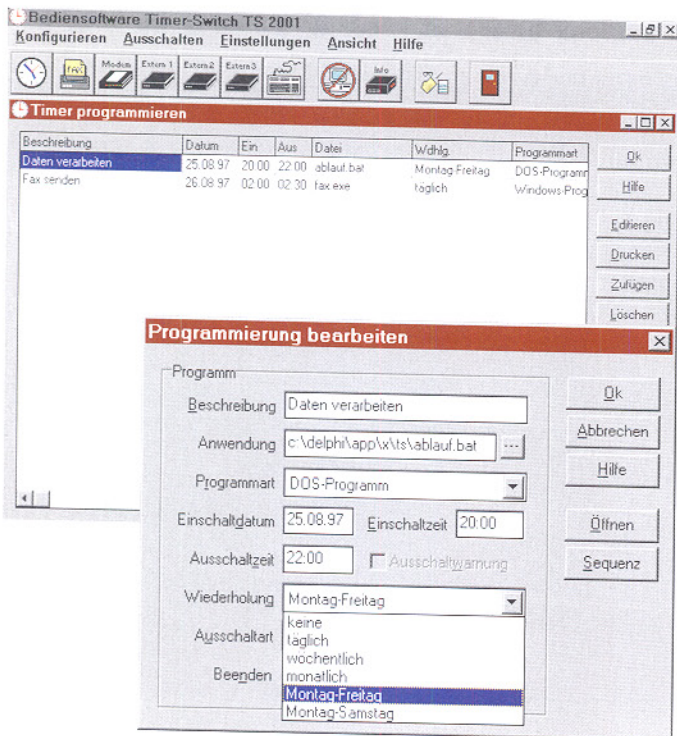 Bediensoftware Timer-Switch TS 2001
Konfigurieren Ausschalten Einstellungen Ansicht Hilfe
FAX Modem Extern 1 Extern 2 Extern 3 Info
Timer programmieren
Beschreibung Datum Ein Aus Datei Wdhlg. Programmart
Daten verarbeiten 25.08.97 20:00 22:00 ablauf.bat Montag-Freitag DOS-Programm
Fax senden 26.08.97 02:00 02:30 fax.exe täglich Windows-Prog
Ok
Hilfe
Editieren
Drucken
Zufügen
Löschen
Programmierung bearbeiten
Programm
Beschreibung Daten verarbeiten
Anwendung c:\delphi\app\x\ts\ablauf.bat ...
Programmart DOS-Programm
Einschaltdatum 25.08.97 Einschaltzeit 20:00
Ausschaltzeit 22:00 Ausschaltwarnung
Wiederholung Montag-Freitag
keine
Ausschaltart täglich
wochentlich
Beenden monatlich
Montag-Freitag
Montag-Samstag
Ok
Abbrechen
Hilfe
Öffnen
Sequenz